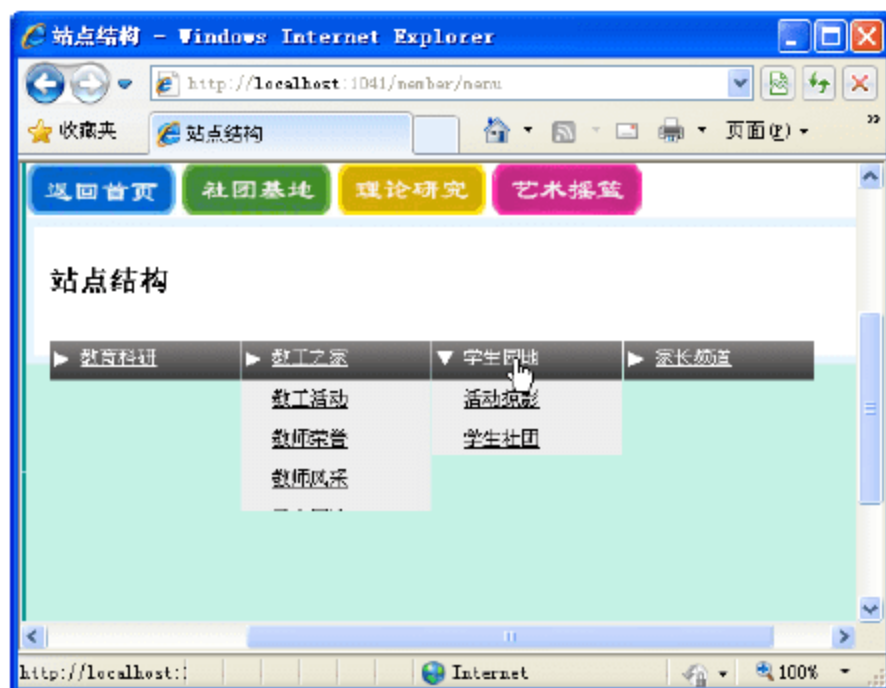 站点结构 - Windows Internet Explorer
http://localhost:1041/member/menu
收藏夹 站点结构 页面(P)
返回首页 社团基地 理论研究 艺术摇篮
站点结构
▶ 教育科研 ▶ 教工之家 ▼ 学生园地 ▶ 家长频道
教工活动 活动掠影
教师荣誉 学生社团
教师风采
http://localhost: Internet 100%